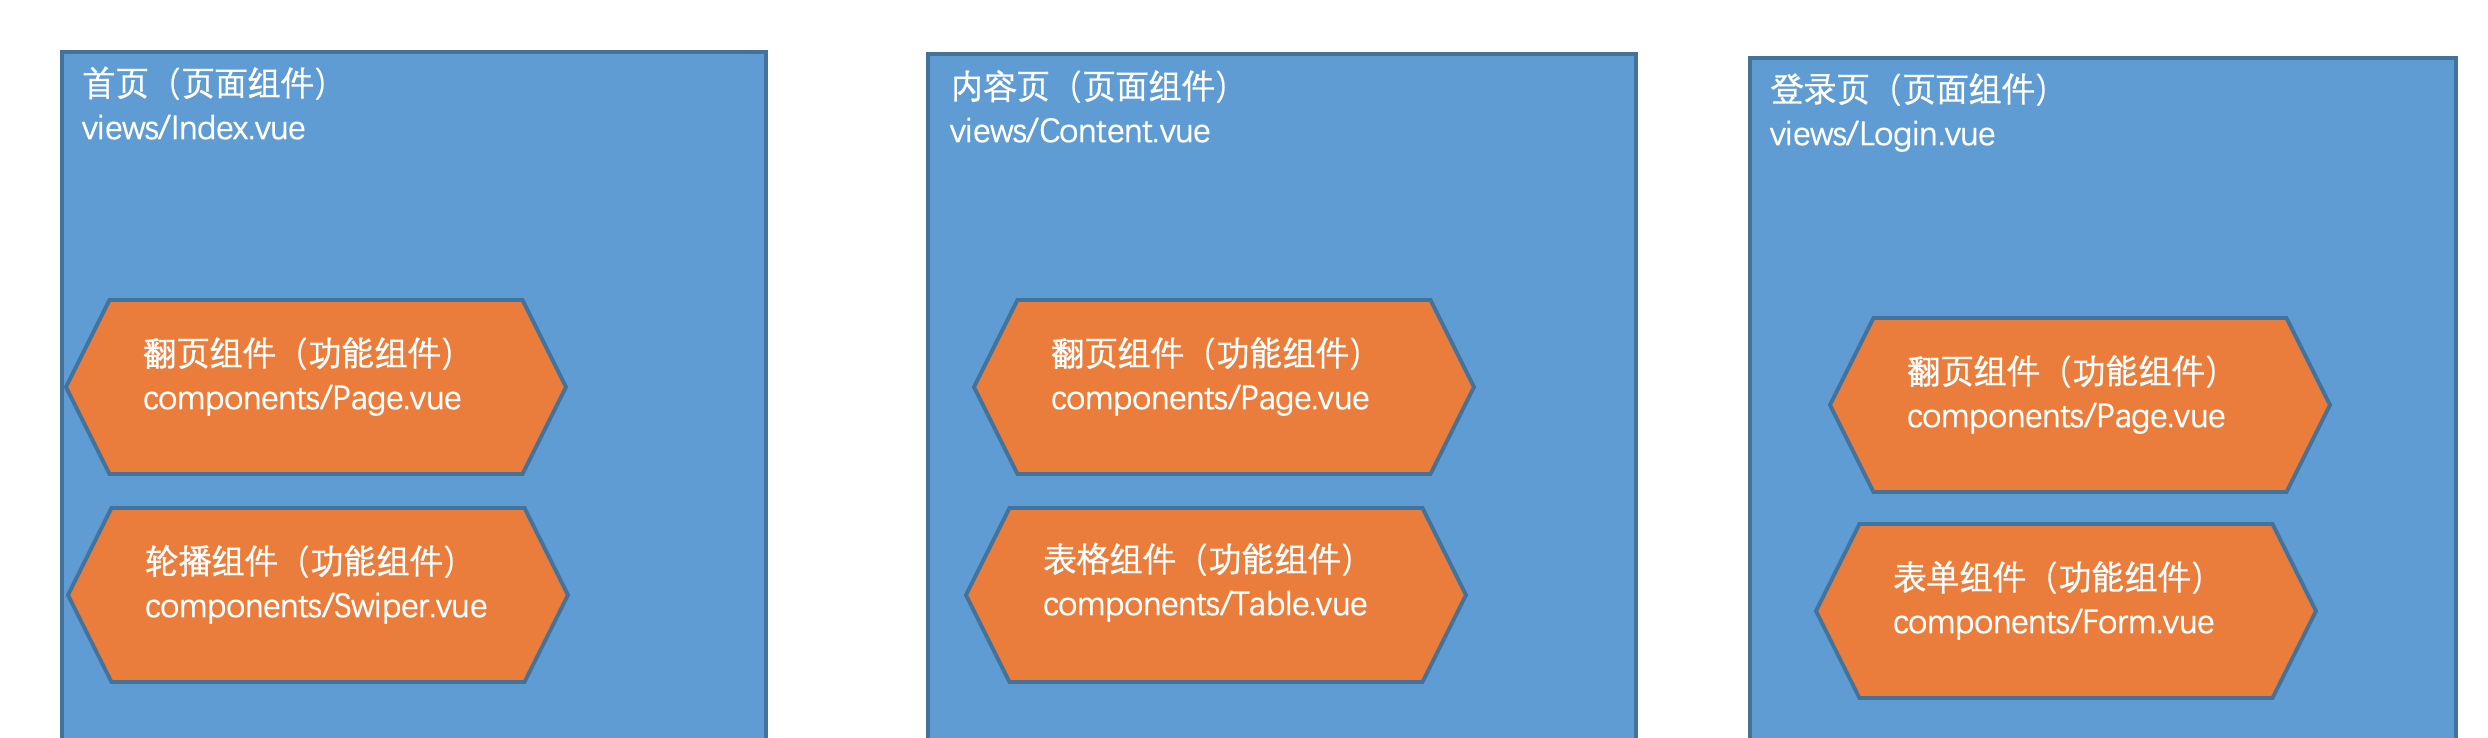 首页（页面组件）
views/Index.vue
翻页组件（功能组件）
components/Page.vue
轮播组件（功能组件）
components/Swiper.vue
内容页（页面组件）
views/Content.vue
翻页组件（功能组件）
components/Page.vue
表格组件（功能组件）
components/Table.vue
登录页（页面组件）
views/Login.vue
翻页组件（功能组件）
components/Page.vue
表单组件（功能组件）
components/Form.vue